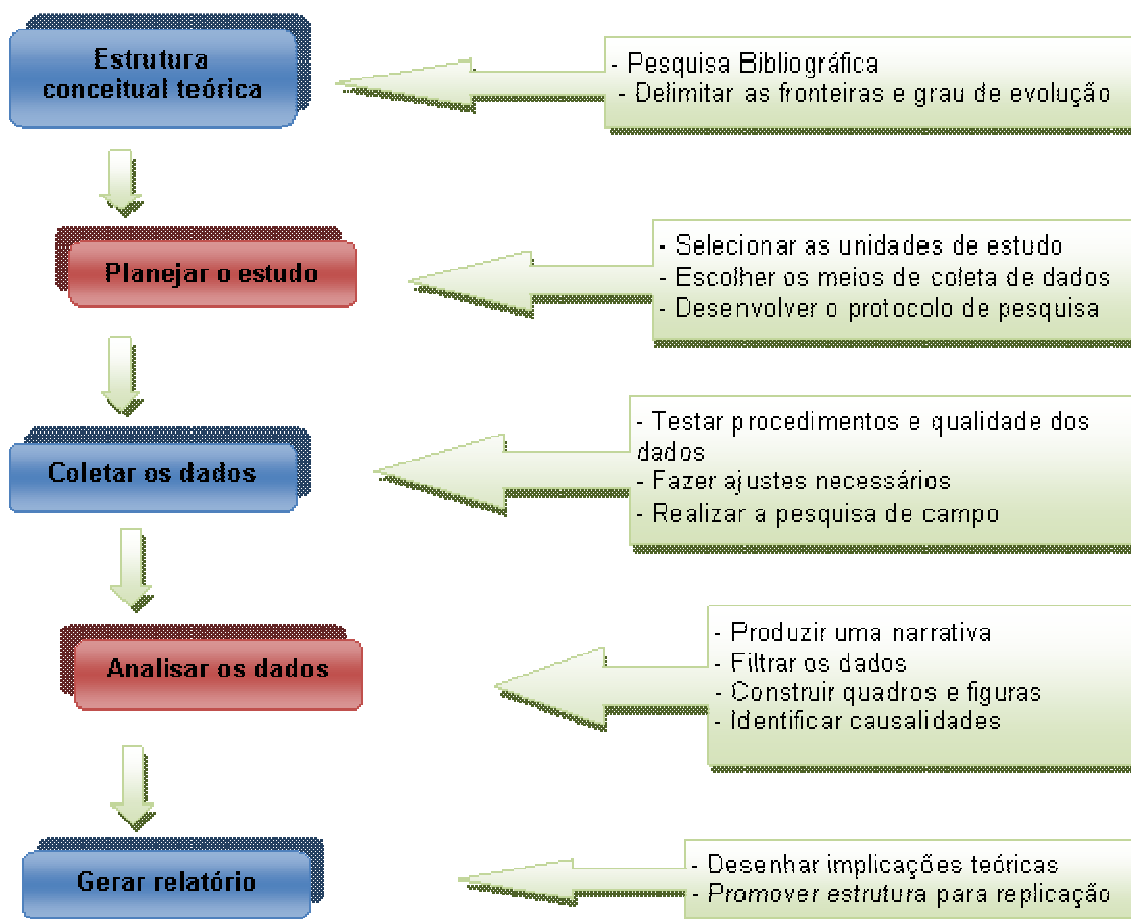 Estrutura
conceitual teórica
- Pesquisa Bibliográfica
- Delimitar as fronteiras e grau de evolução
Planejar o estudo
- Selecionar as unidades de estudo
- Escolher os meios de coleta de dados
- Desenvolver o protocolo de pesquisa
Coletar os dados
- Testar procedimentos e qualidade dos
dados
- Fazer ajustes necessários
- Realizar a pesquisa de campo
Analisar os dados
- Produzir uma narrativa
- Filtrar os dados
- Construir quadros e figuras
- Identificar causalidades
Gerar relatório
- Desenhar implicações teóricas
- Promover estrutura para replicação